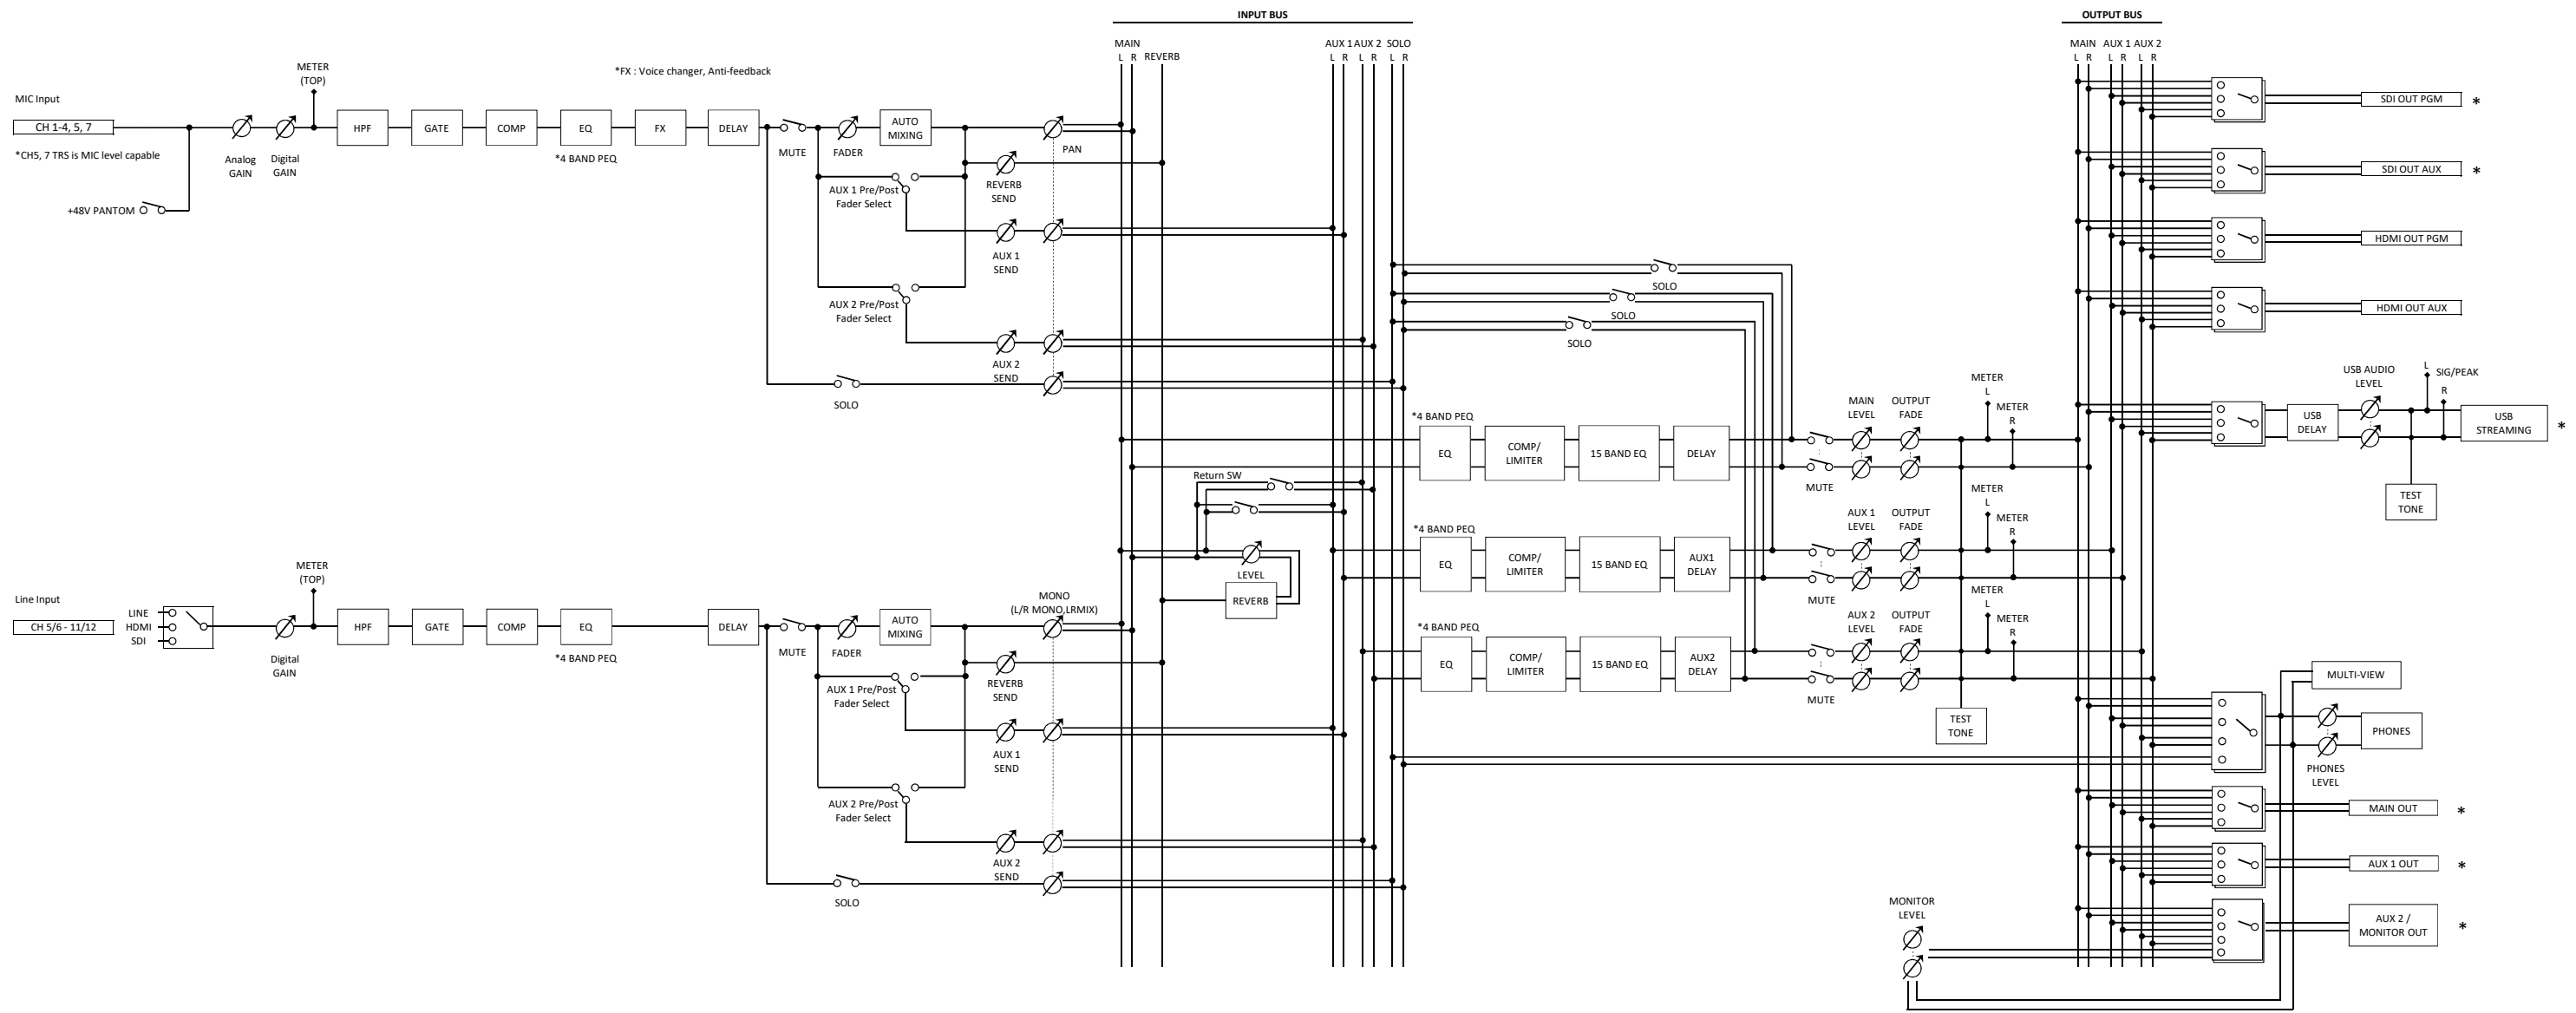 INPUT BUS
OUTPUT BUS
MAIN
L R
REVERB
AUX 1
L R
AUX 2
L R
SOLO
L R
MAIN
L R
AUX 1
L R
AUX 2
L R
*FX : Voice changer, Anti-feedback
MIC Input
CH 1-4, 5, 7
*CH5, 7 TRS is MIC level capable
+48V PANTOM
Analog
GAIN
Digital
GAIN
METER
(TOP)
HPF
GATE
COMP
EQ
*4 BAND PEQ
FX
DELAY
MUTE
FADER
AUTO
MIXING
PAN
REVERB
SEND
AUX 1 Pre/Post
Fader Select
AUX 1
SEND
AUX 2 Pre/Post
Fader Select
AUX 2
SEND
SOLO
Line Input
CH 5/6 - 11/12
LINE
HDMI
SDI
Digital
GAIN
METER
(TOP)
HPF
GATE
COMP
EQ
*4 BAND PEQ
DELAY
MUTE
FADER
AUTO
MIXING
MONO
(L/R MONO,LRMIX)
REVERB
SEND
AUX 1 Pre/Post
Fader Select
AUX 1
SEND
AUX 2 Pre/Post
Fader Select
AUX 2
SEND
SOLO
Return SW
LEVEL
REVERB
SOLO
SOLO
SOLO
*4 BAND PEQ
EQ
COMP/
LIMITER
15 BAND EQ
DELAY
MUTE
MAIN
LEVEL
OUTPUT
FADE
METER
L
METER
R
*4 BAND PEQ
EQ
COMP/
LIMITER
15 BAND EQ
AUX1
DELAY
MUTE
AUX 1
LEVEL
OUTPUT
FADE
METER
L
METER
R
*4 BAND PEQ
EQ
COMP/
LIMITER
15 BAND EQ
AUX2
DELAY
MUTE
AUX 2
LEVEL
OUTPUT
FADE
METER
L
METER
R
TEST
TONE
SDI OUT PGM *
SDI OUT AUX *
HDMI OUT PGM
HDMI OUT AUX
USB
DELAY
USB AUDIO
LEVEL
L
SIG/PEAK
R
USB
STREAMING *
TEST
TONE
MULTI-VIEW
PHONES
PHONES
LEVEL
MAIN OUT *
AUX 1 OUT *
MONITOR
LEVEL
AUX 2 /
MONITOR OUT *